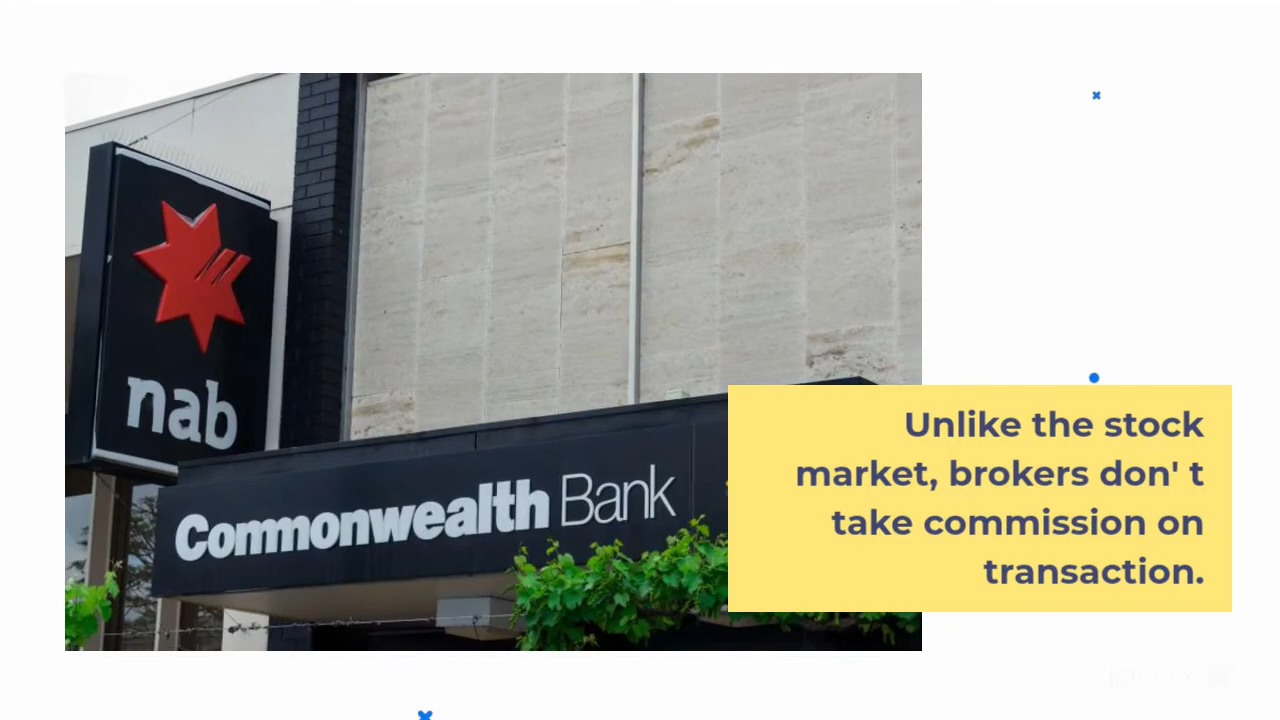 nab
Commonwealth Bank
Unlike the stock
market, brokers don' t
take commission on
transaction.